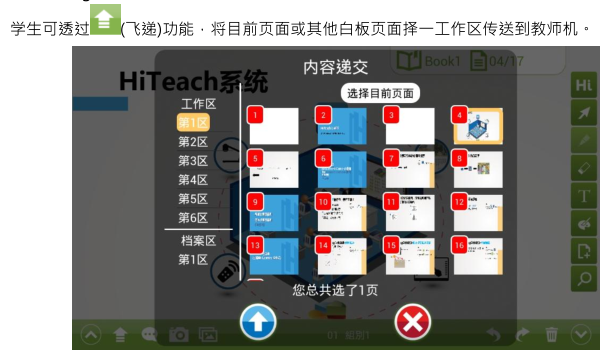 学生可透过 (飞递)功能，将目前页面或其他白板页面择一工作区传送到教师机。
HiTeach系统
内容递交
Book1
04/17
选择目前页面
工作区
第1区
第2区
第3区
第4区
第5区
第6区
档案区
第1区
1
2
3
4
5
6
7
8
9
10
11
12
13
14
15
16
您总共选了1页
HL
T